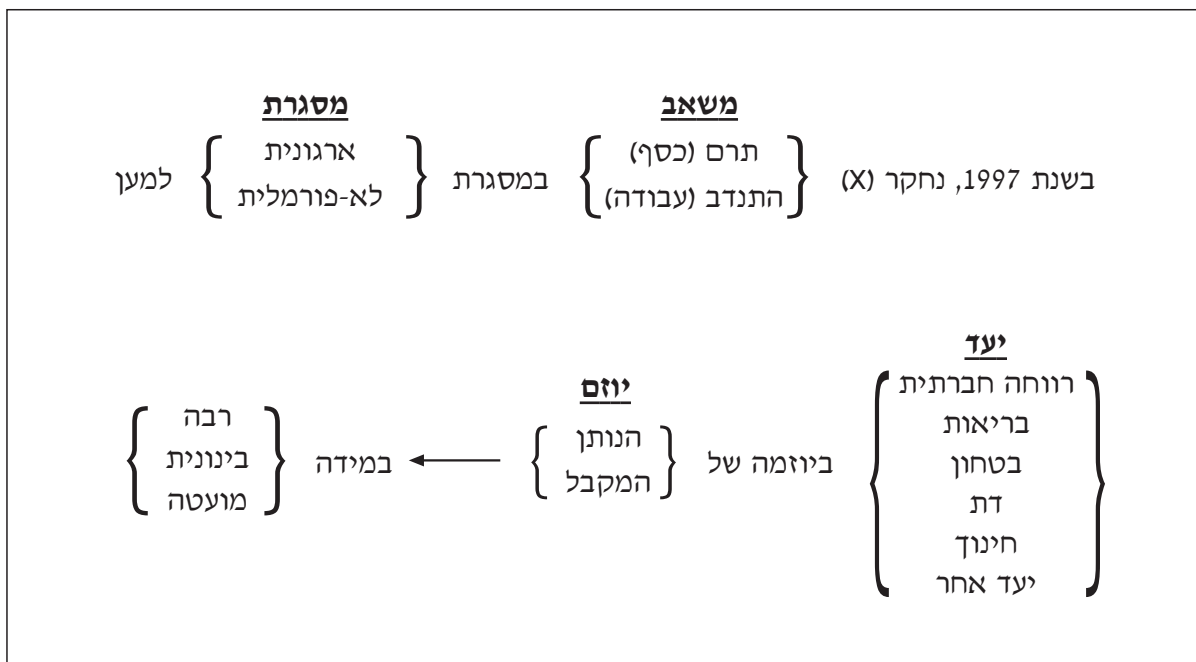 משאב
מסגרת
בשנת 1997, נחקר (X)
תרם (כסף)
התנדב (עבודה)
במסגרת
ארגונית
לא-פורמלית
למען
יעד
רווחה חברתית
בריאות
בטחון
דת
חינוך
יעד אחר
ביוזמה של
יוזם
הנותן
המקבל
במידה
רבה
בינונית
מועטה